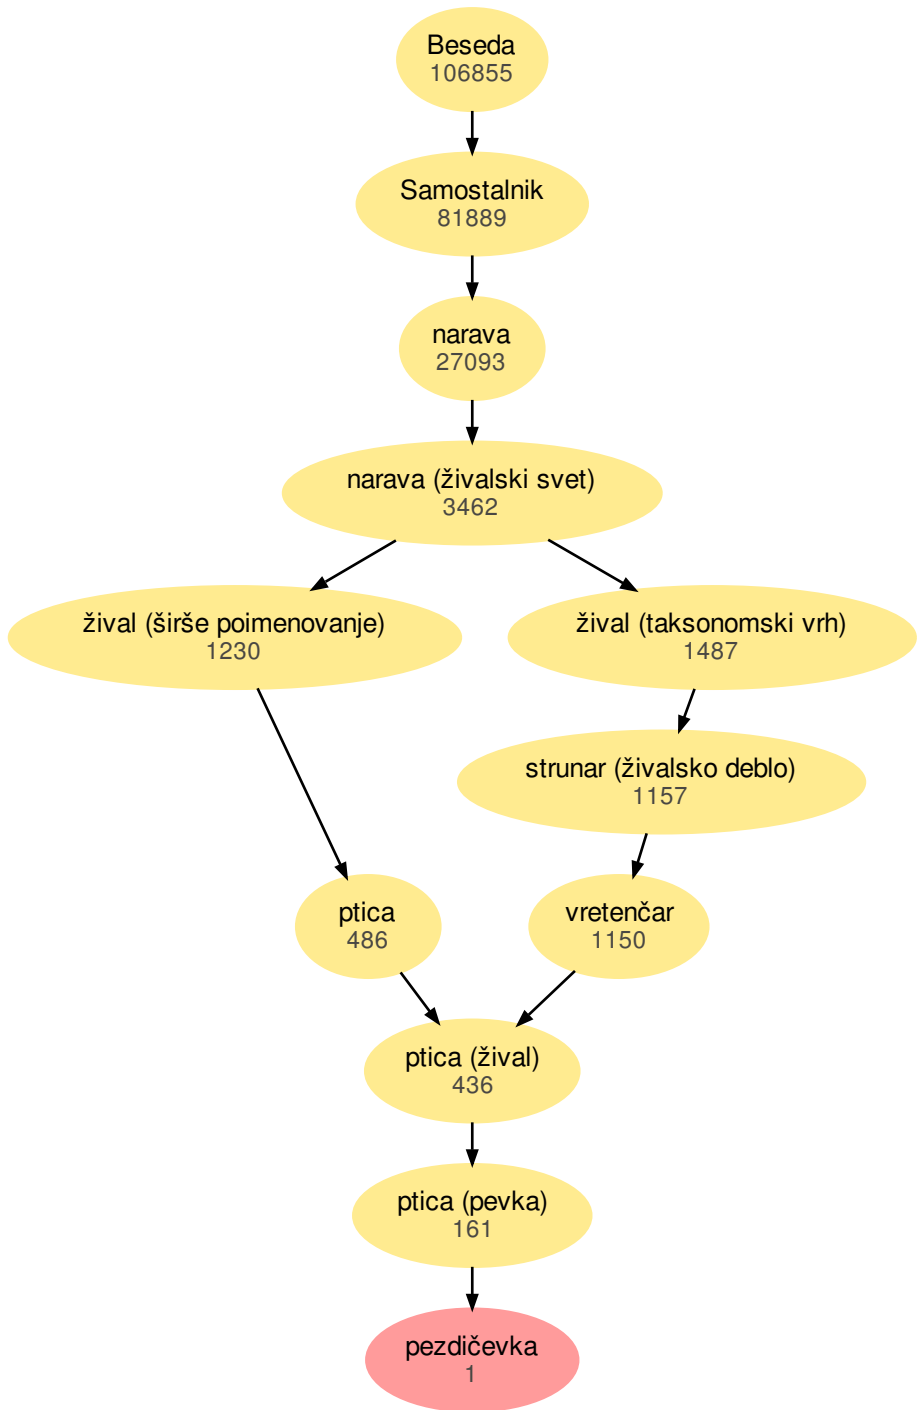 Beseda
106855
Samostalnik
81889
narava
27093
narava (živalski svet)
3462
žival (širše poimenovanje)
1230
žival (taksonomski vrh)
1487
strunar (živalsko deblo)
1157
ptica
486
vretenčar
1150
ptica (žival)
436
ptica (pevka)
161
pezdičevka
1